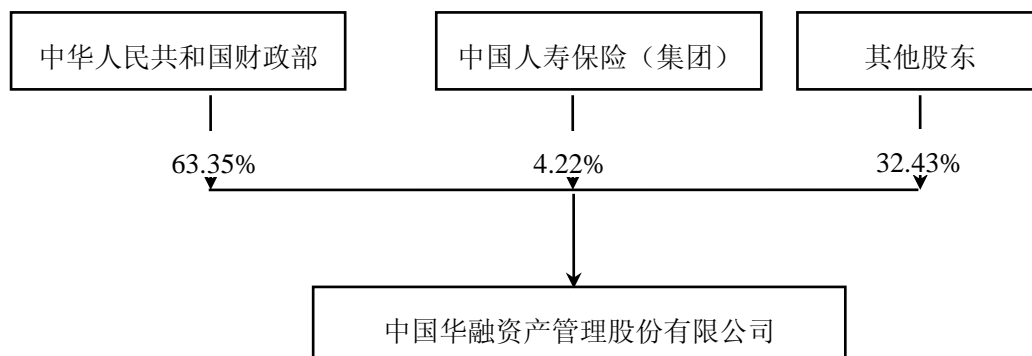 中华人民共和国财政部
中国人寿保险（集团）
其他股东
63.35%
4.22%
32.43%
中国华融资产管理股份有限公司